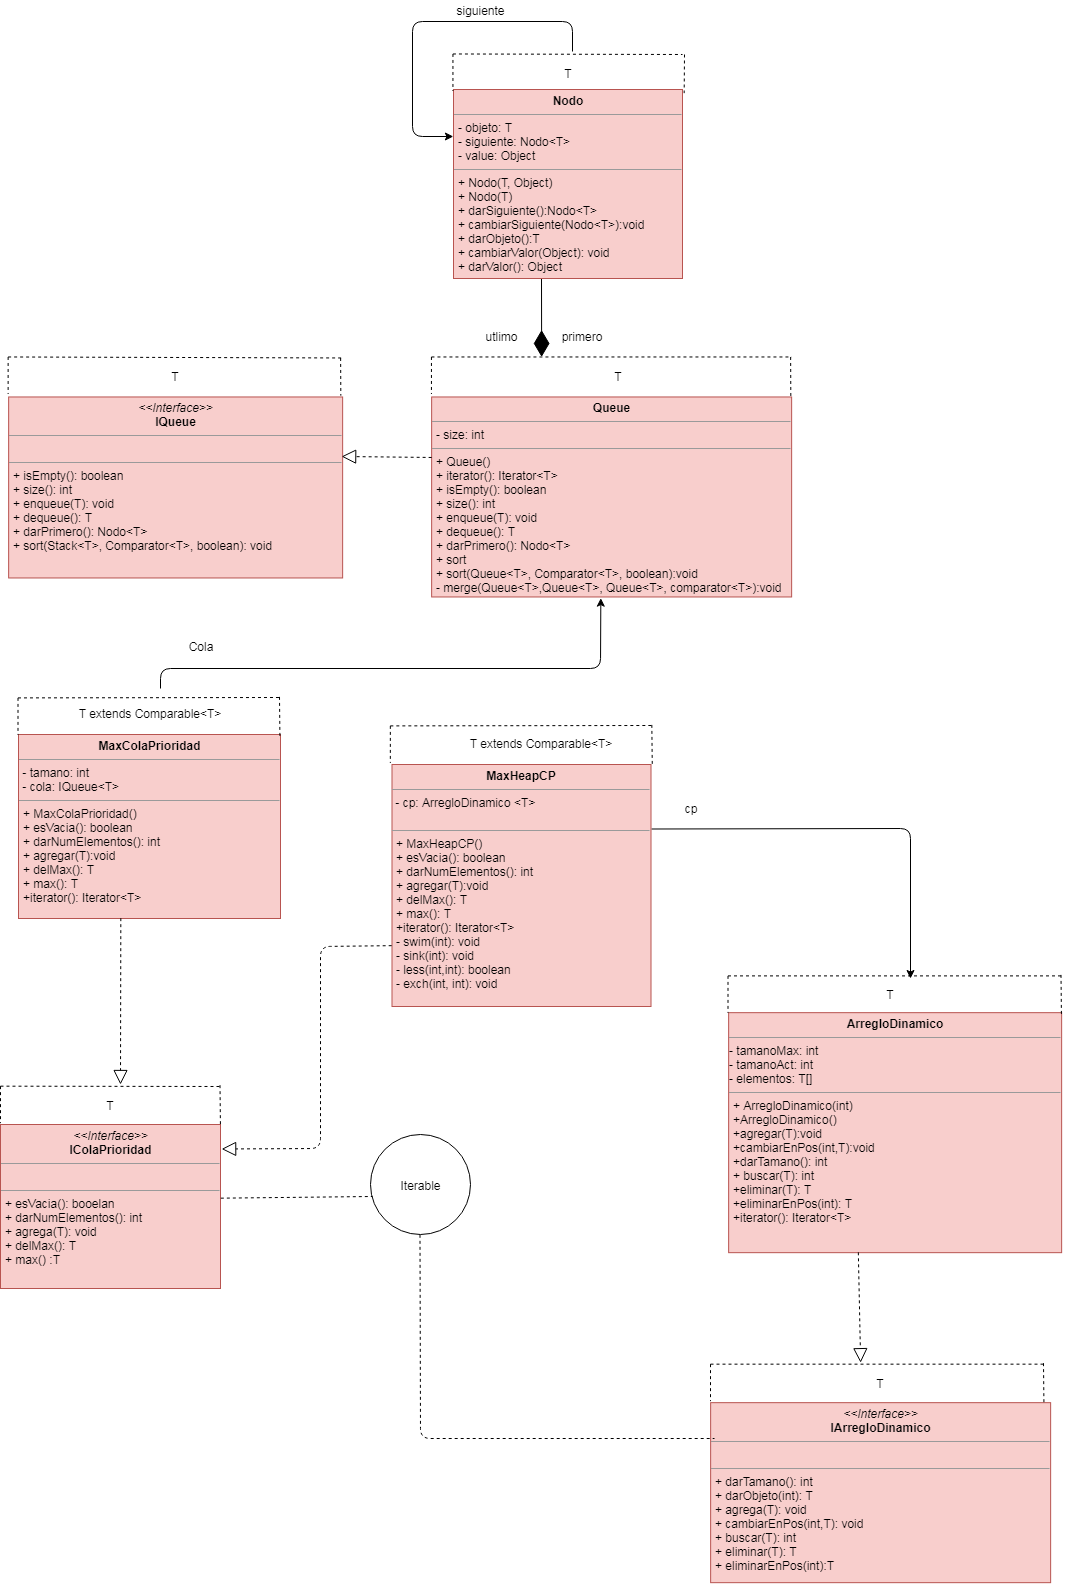 siguiente
T
Nodo
- objeto: T
- siguiente: Nodo<T>
- value: Object
+ Nodo(T, Object)
+ Nodo(T)
+ darSiguiente():Nodo<T>
+ cambiarSiguiente(Nodo<T>):void
+ darObjeto():T
+ cambiarValor(Object): void
+ darValor(): Object
utlimo
primero
T
<<Interface>>
IQueue
+ isEmpty(): boolean
+ size(): int
+ enqueue(T): void
+ dequeue(): T
+ darPrimero(): Nodo<T>
+ sort(Stack<T>, Comparator<T>, boolean): void
T
Queue
- size: int
+ Queue()
+ iterator(): Iterator<T>
+ isEmpty(): boolean
+ size(): int
+ enqueue(T): void
+ dequeue(): T
+ darPrimero(): Nodo<T>
+ sort
+ sort(Queue<T>, Comparator<T>, boolean):void
- merge(Queue<T>,Queue<T>, Queue<T>, comparator<T>):void
Cola
T extends Comparable<T>
MaxColaPrioridad
- tamano: int
- cola: IQueue<T>
+ MaxColaPrioridad()
+ esVacia(): boolean
+ darNumElementos(): int
+ agregar(T):void
+ delMax(): T
+ max(): T
+iterator(): Iterator<T>
T extends Comparable<T>
MaxHeapCP
- cp: ArregloDinamico <T>
+ MaxHeapCP()
+ esVacia(): boolean
+ darNumElementos(): int
+ agregar(T):void
+ delMax(): T
+ max(): T
+iterator(): Iterator<T>
- swim(int): void
- sink(int): void
- less(int,int): boolean
- exch(int, int): void
cp
T
ArregloDinamico
- tamanoMax: int
- tamanoAct: int
- elementos: T[]
+ ArregloDinamico(int)
+ArregloDinamico()
+agregar(T):void
+cambiarEnPos(int,T):void
+darTamano(): int
+ buscar(T): int
+eliminar(T): T
+eliminarEnPos(int): T
+iterator(): Iterator<T>
T
<<Interface>>
IColaPrioridad
+ esVacia(): booelan
+ darNumElementos(): int
+ agrega(T): void
+ delMax(): T
+ max() :T
Iterable
T
<<Interface>>
IArregloDinamico
+ darTamano(): int
+ darObjeto(int): T
+ agrega(T): void
+ cambiarEnPos(int,T): void
+ buscar(T): int
+ eliminar(T): T
+ eliminarEnPos(int):T